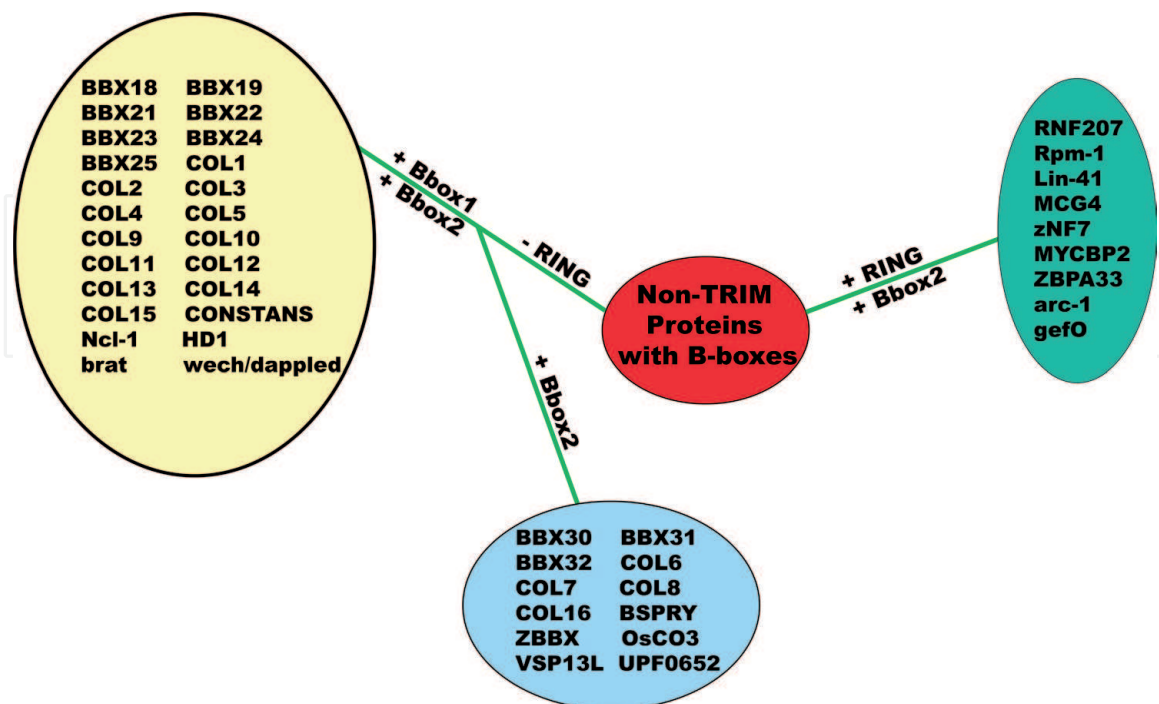 BBX18 BBX19
BBX21 BBX22
BBX23 BBX24
BBX25 COL1
COL2 COL3
COL4 COL5
COL9 COL10
COL11 COL12
COL13 COL14
COL15 CONSTANS
Ncl-1 HD1
brat wech/dappled
+ Bbox1
+ Bbox2
- RING
Non-TRIM
Proteins
with B-boxes
+ RING
+ Bbox2
RNF207
Rpm-1
Lin-41
MCG4
zNF7
MYCBP2
ZBPA33
arc-1
gefO
+ Bbox2
BBX30 BBX31
BBX32 COL6
COL7 COL8
COL16 BSPRY
ZBBX OsCO3
VSP13L UPF0652